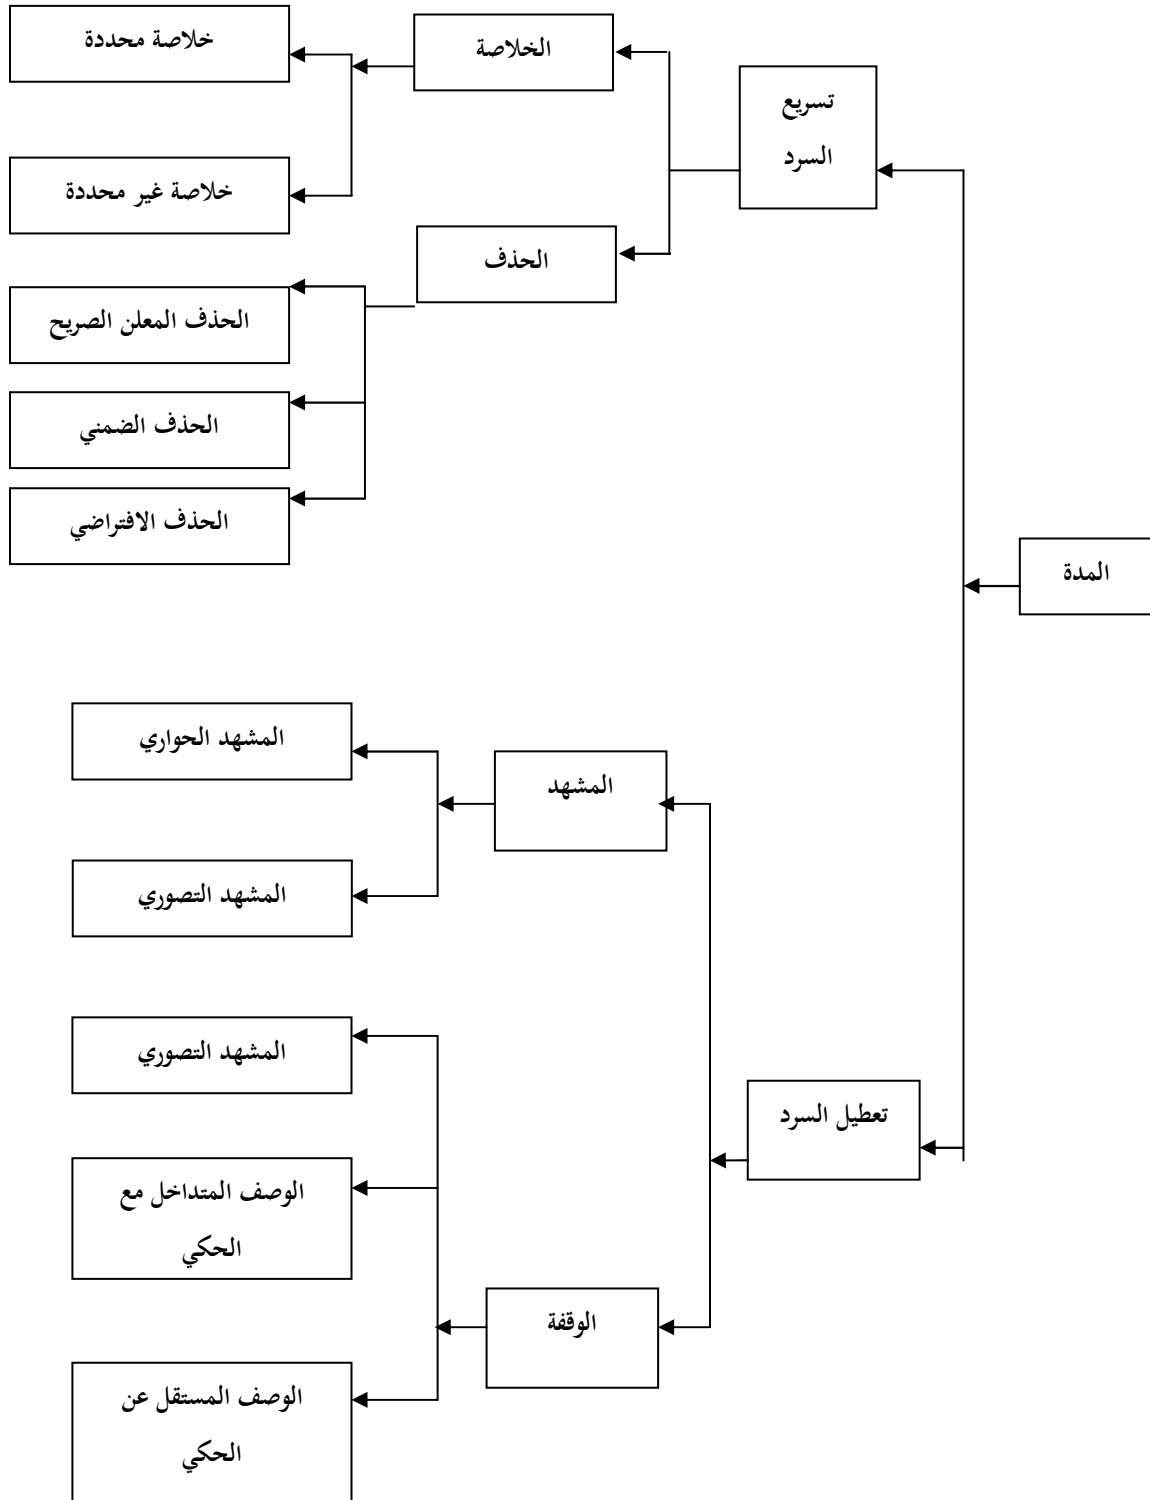 خلاصة محددة
الخلاصة
تسريع
السرد
خلاصة غير محددة
الحذف
الحذف المعلن الصريح
الحذف الضمني
الحذف الافتراضي
المدة
المشهد الحواري
المشهد
المشهد التصوري
المشهد التصوري
تعطيل السرد
الوصف المتداخل مع
الحكي
الوقفة
الوصف المستقل عن
الحكي